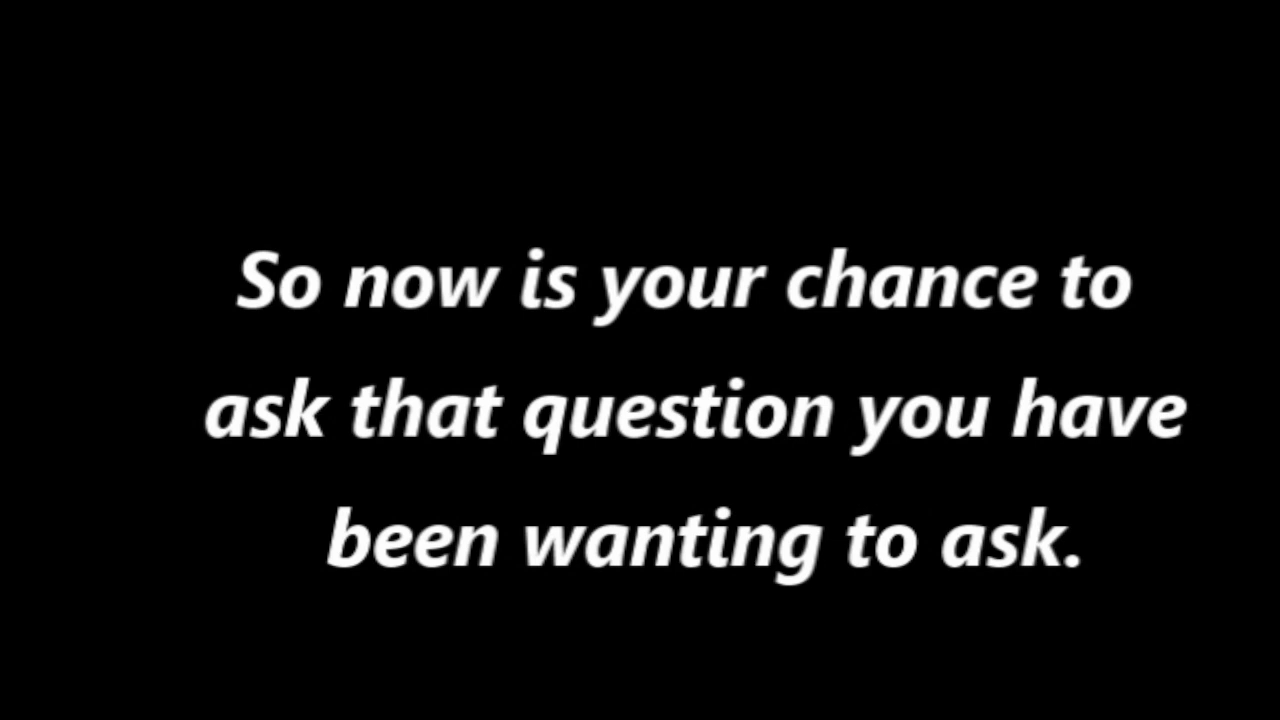 So now is your chance to
ask that question you have
been wanting to ask.